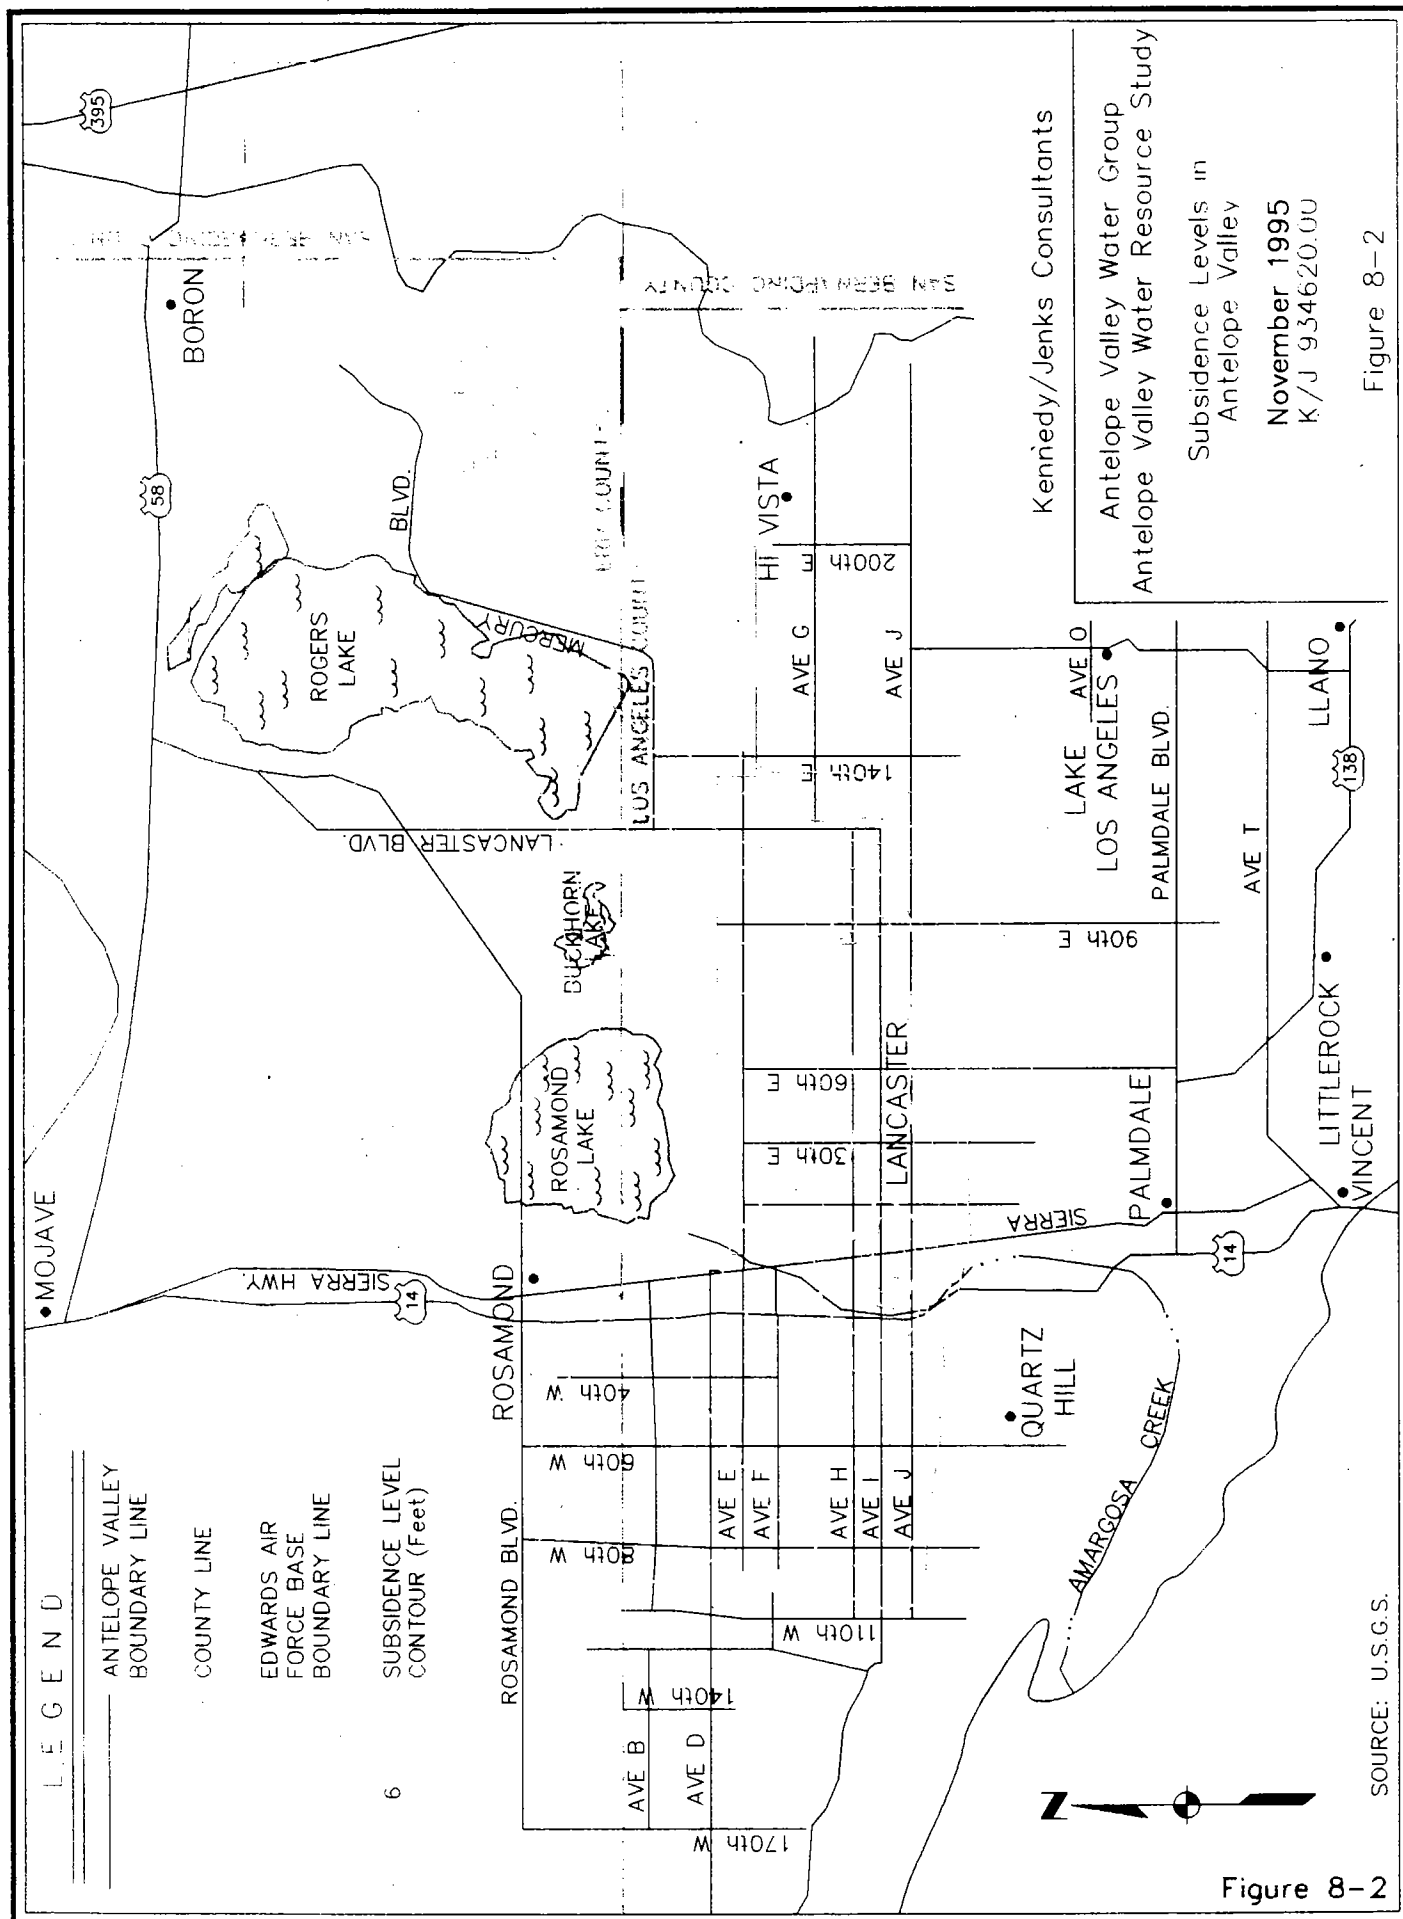 LEGEND
ANTELOPE VALLEY
BOUNDARY LINE
COUNTY LINE
EDWARDS AIR
FORCE BASE
BOUNDARY LINE
6
SUBSIDENCE LEVEL
CONTOUR (Feet)
MOJAVE
58
BORON
395
SIERRA HWY.
14
ROGERS
LAKE
BLVD.
MERCURY
LANCASTER BLVD.
ROSAMOND
ROSAMOND BLVD.
ROSAMOND
LAKE
BUCKHORN
LAKE
COUNT
LOS ANGELES COUNT
SAN BERNARDINO
SAN BERNARDINO COUNTY
40th W
60th W
80th W
110th W
140th W
170th W
AVE B
AVE D
AVE E
AVE F
AVE H
AVE I
AVE J
30th E
60th E
90th E
140th E
200th E
HI VISTA
AVE G
AVE J
LANCASTER
QUARTZ
HILL
SIERRA
PALMDALE
AVE O
LAKE
LOS ANGELES
PALMDALE BLVD.
AVE T
LLANO
138
LITTLEROCK
VINCENT
14
AMARGOSA CREEK
N
SOURCE: U.S.G.S.
Kennedy/Jenks Consultants
Antelope Valley Water Group
Antelope Valley Water Resource Study
Subsidence Levels in
Antelope Valley
November 1995
K/J 934620.00
Figure 8-2
Figure 8-2